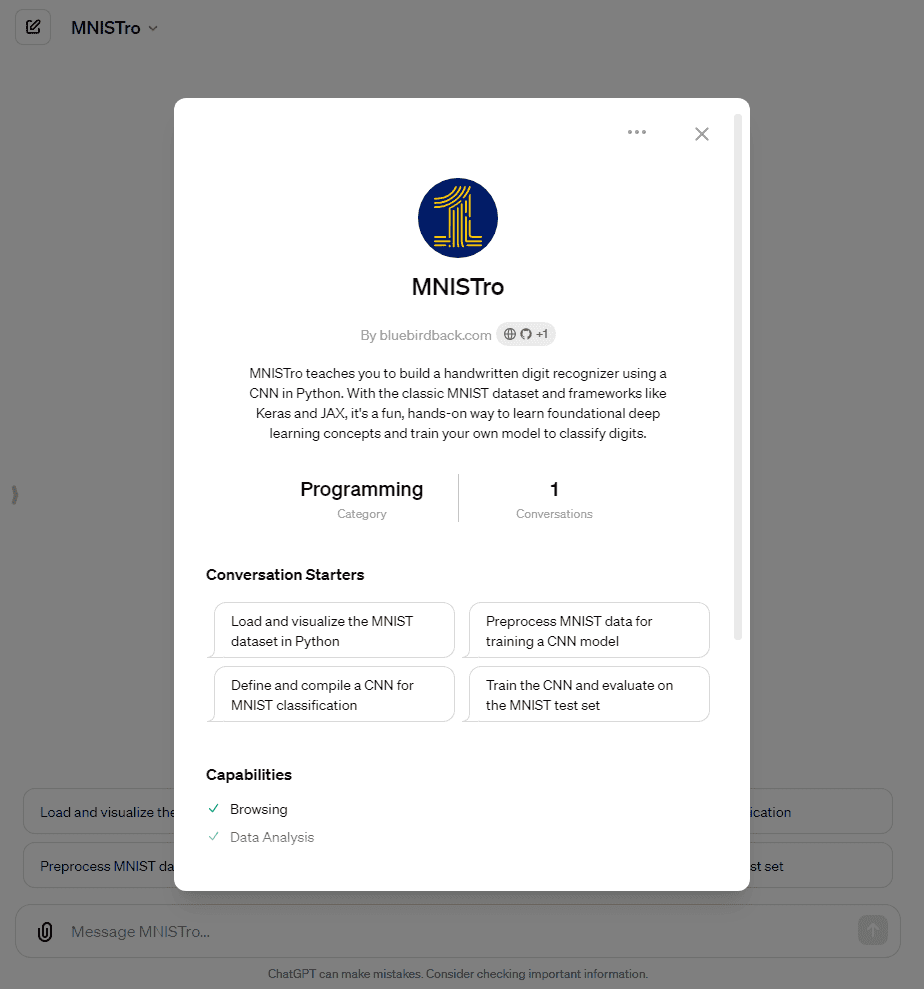 MNISTro
MNISTro
By bluebirdback.com +1
MNISTro teaches you to build a handwritten digit recognizer using a
CNN in Python. With the classic MNIST dataset and frameworks like
Keras and JAX, it's a fun, hands-on way to learn foundational deep
learning concepts and train your own model to classify digits.
Programming
Category
1
Conversations
Conversation Starters
Load and visualize the MNIST
dataset in Python
Preprocess MNIST data for
training a CNN model
Define and compile a CNN for
MNIST classification
Train the CNN and evaluate on
the MNIST test set
Capabilities
Browsing
Data Analysis
Load and visualize the
ication
Preprocess MNIST da
st set
Message MNISTro...
ChatGPT can make mistakes. Consider checking important information.